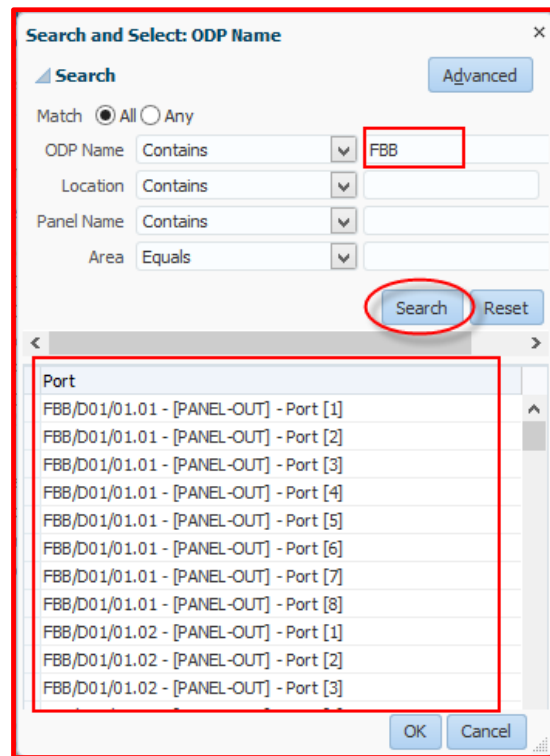 Search and Select: ODP Name
Search
Advanced
Match All Any
ODP Name Contains FBB
Location Contains
Panel Name Contains
Area Equals
Search Reset
Port
FBB/D01/01.01 - [PANEL-OUT] - Port [1]
FBB/D01/01.01 - [PANEL-OUT] - Port [2]
FBB/D01/01.01 - [PANEL-OUT] - Port [3]
FBB/D01/01.01 - [PANEL-OUT] - Port [4]
FBB/D01/01.01 - [PANEL-OUT] - Port [5]
FBB/D01/01.01 - [PANEL-OUT] - Port [6]
FBB/D01/01.01 - [PANEL-OUT] - Port [7]
FBB/D01/01.01 - [PANEL-OUT] - Port [8]
FBB/D01/01.02 - [PANEL-OUT] - Port [1]
FBB/D01/01.02 - [PANEL-OUT] - Port [2]
FBB/D01/01.02 - [PANEL-OUT] - Port [3]
OK Cancel